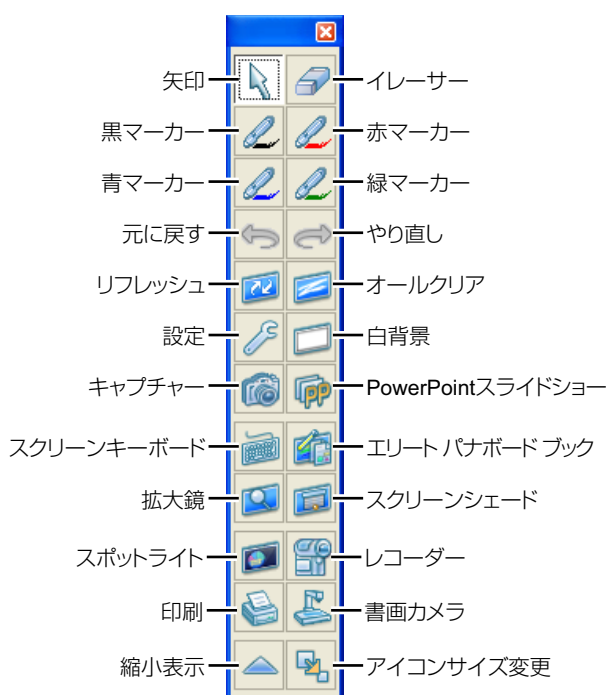 矢印 イレーサー
黒マーカー 赤マーカー
青マーカー 緑マーカー
元に戻す やり直し
リフレッシュ オールクリア
設定 白背景
キャプチャー PowerPointスライドショー
PP
スクリーンキーボード エリート パナボード ブック
拡大鏡 スクリーンシェード
スポットライト レコーダー
印刷 書画カメラ
縮小表示 アイコンサイズ変更